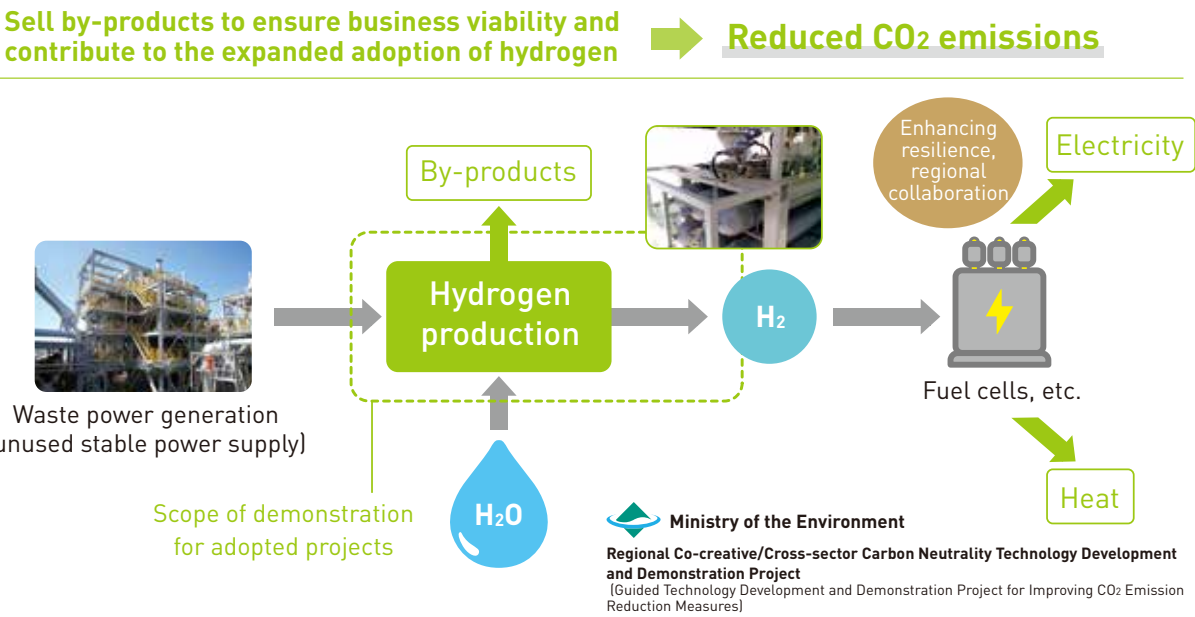 Sell by-products to ensure business viability and
contribute to the expanded adoption of hydrogen
Reduced CO2 emissions
Enhancing
resilience,
regional
collaboration
Electricity
By-products
Hydrogen
production
H2
Fuel cells, etc.
Waste power generation
unused stable power supply)
Heat
H2O
Scope of demonstration
for adopted projects
Ministry of the Environment
Regional Co-creative/Cross-sector Carbon Neutrality Technology Development
and Demonstration Project
(Guided Technology Development and Demonstration Project for Improving CO2 Emission
Reduction Measures)